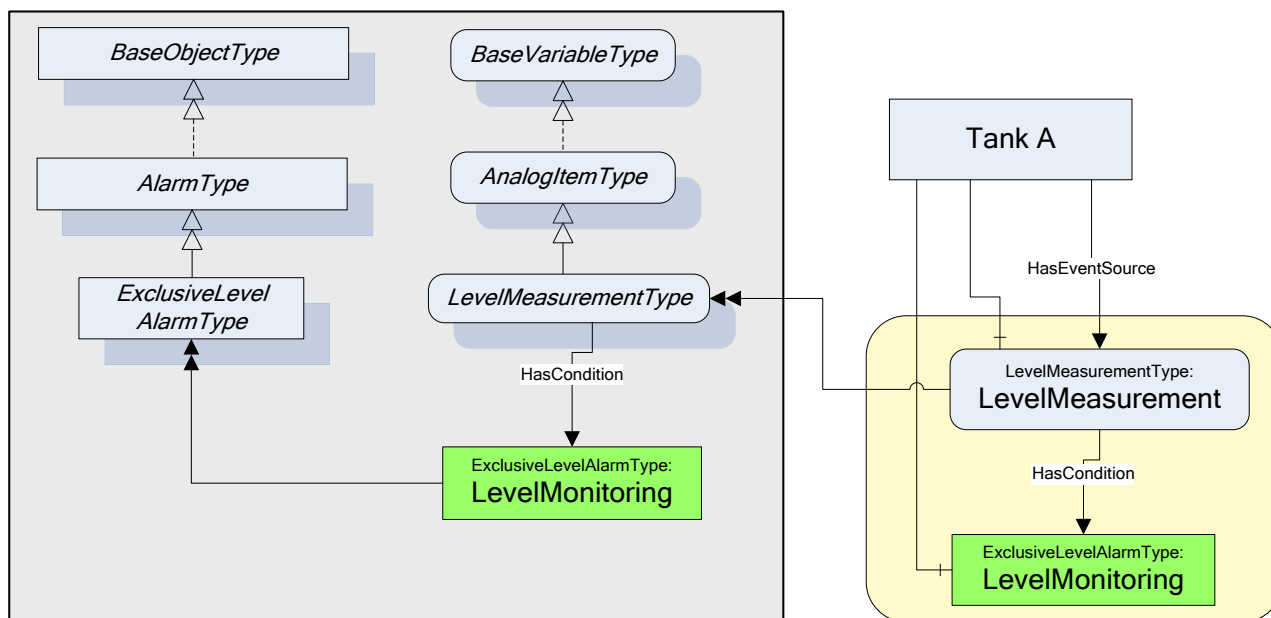 BaseObjectType
BaseVariableType
Tank A
AlarmType
AnalogItemType
HasEventSource
ExclusiveLevel
AlarmType
LevelMeasurementType
HasCondition
LevelMeasurementType:
LevelMeasurement
ExclusiveLevelAlarmType:
LevelMonitoring
HasCondition
ExclusiveLevelAlarmType:
LevelMonitoring